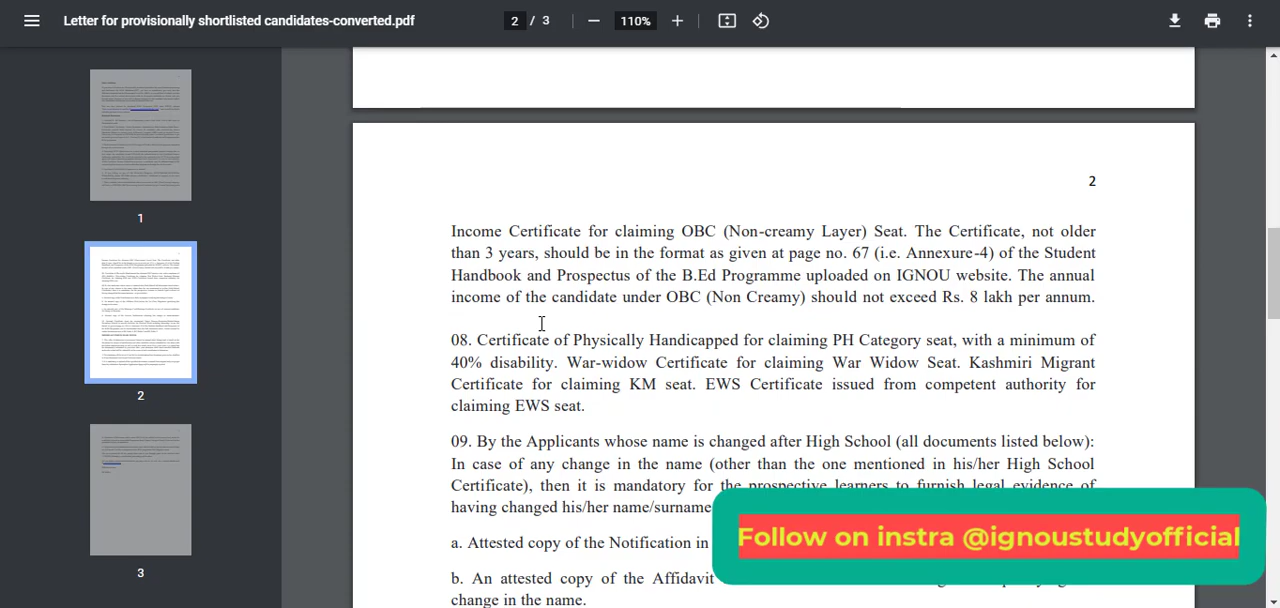 Letter for provisionally shortlisted candidates-converted.pdf
2 / 3
110%
1
2
3
2
Income Certificate for claiming OBC (Non-creamy Layer) Seat. The Certificate, not older
than 3 years, should be in the format as given at page no. 67 (i.e. Annexure-4) of the Student
Handbook and Prospectus of the B.Ed Programme uploaded on IGNOU website. The annual
income of the candidate under OBC (Non Creamy) should not exceed Rs. 8 lakh per annum.
08. Certificate of Physically Handicapped for claiming PH Category seat, with a minimum of
40% disability. War-widow Certificate for claiming War Widow Seat. Kashmiri Migrant
Certificate for claiming KM seat. EWS Certificate issued from competent authority for
claiming EWS seat.
09. By the Applicants whose name is changed after High School (all documents listed below):
In case of any change in the name (other than the one mentioned in his/her High School
Certificate), then it is mandatory for the prospective learners to furnish legal evidence of
having changed his/her name/surname
a. Attested copy of the Notification in
b. An attested copy of the Affidavit
change in the name.
Follow on instra @ignoustudyofficial